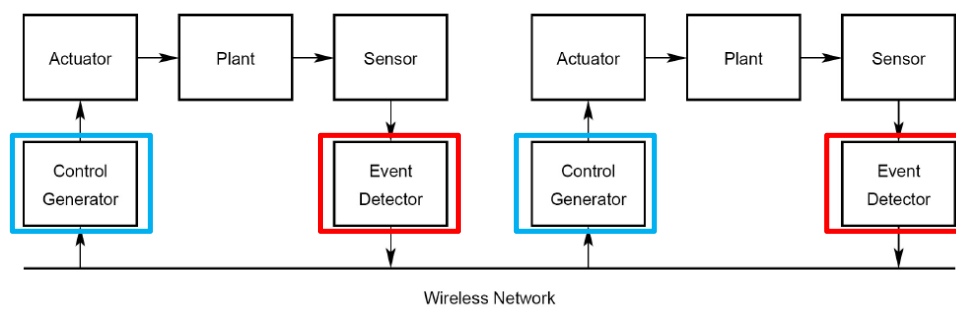 Actuator
Plant
Sensor
Actuator
Plant
Sensor
Control
Generator
Event
Detector
Control
Generator
Event
Detector
Wireless Network